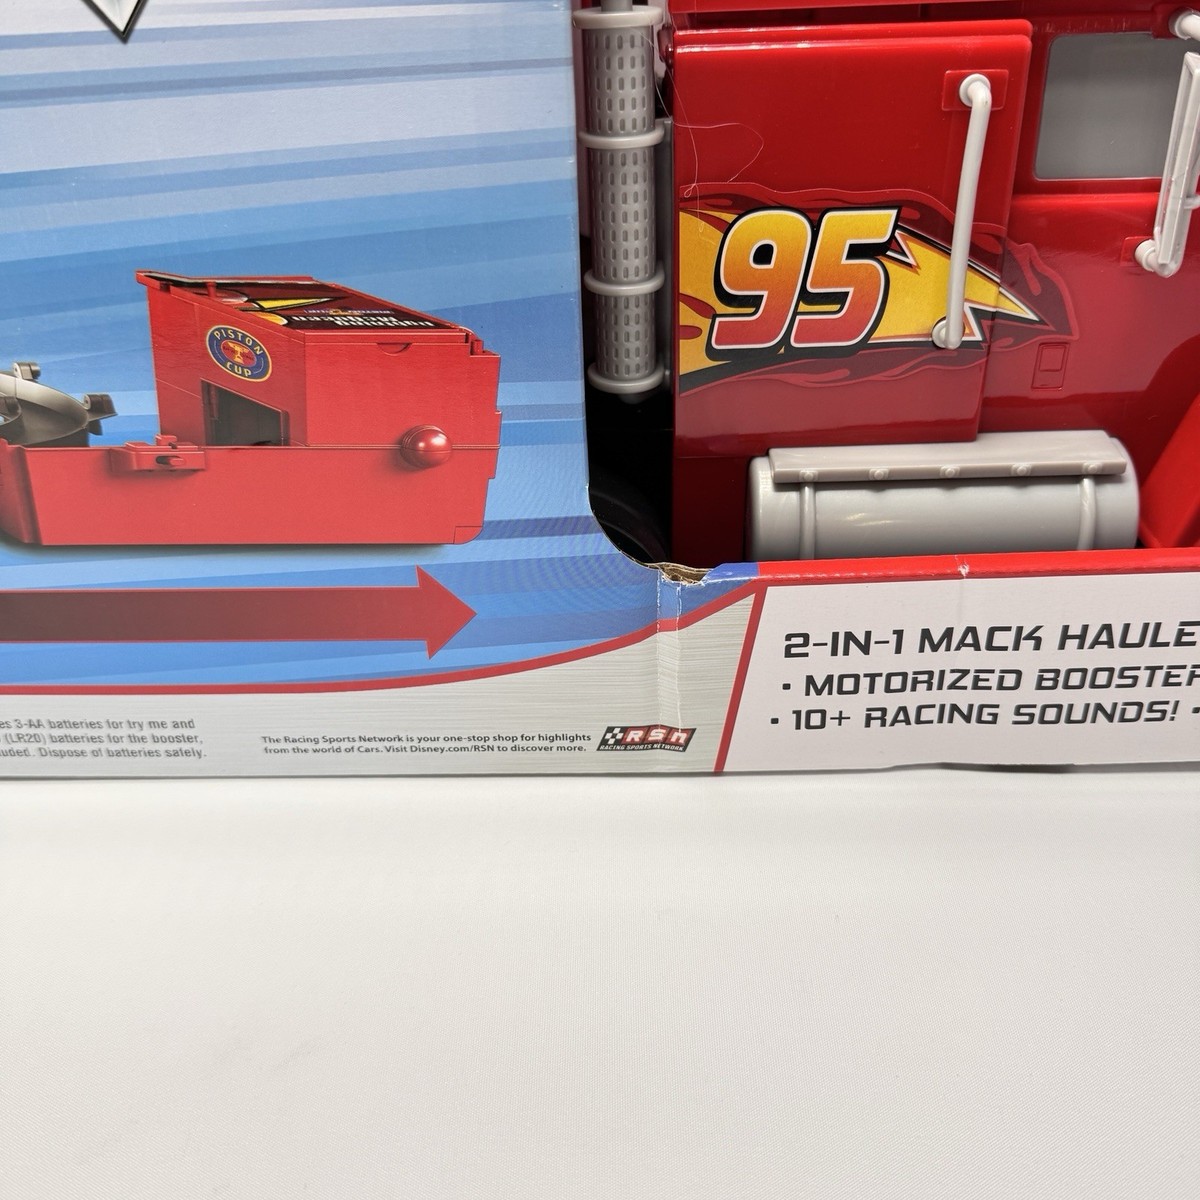 95
PISTON
CUP
2-IN-1 MACK HAULE
• MOTORIZED BOOSTER
• 10+ RACING SOUNDS! •
es 3-AA batteries for try me and
(LR20) batteries for the booster,
uded. Dispose of batteries safely.
The Racing Sports Network is your one-stop shop for highlights
from the world of Cars. Visit Disney.com/RSN to discover more.
RSN
RACING SPORTS NETWORK